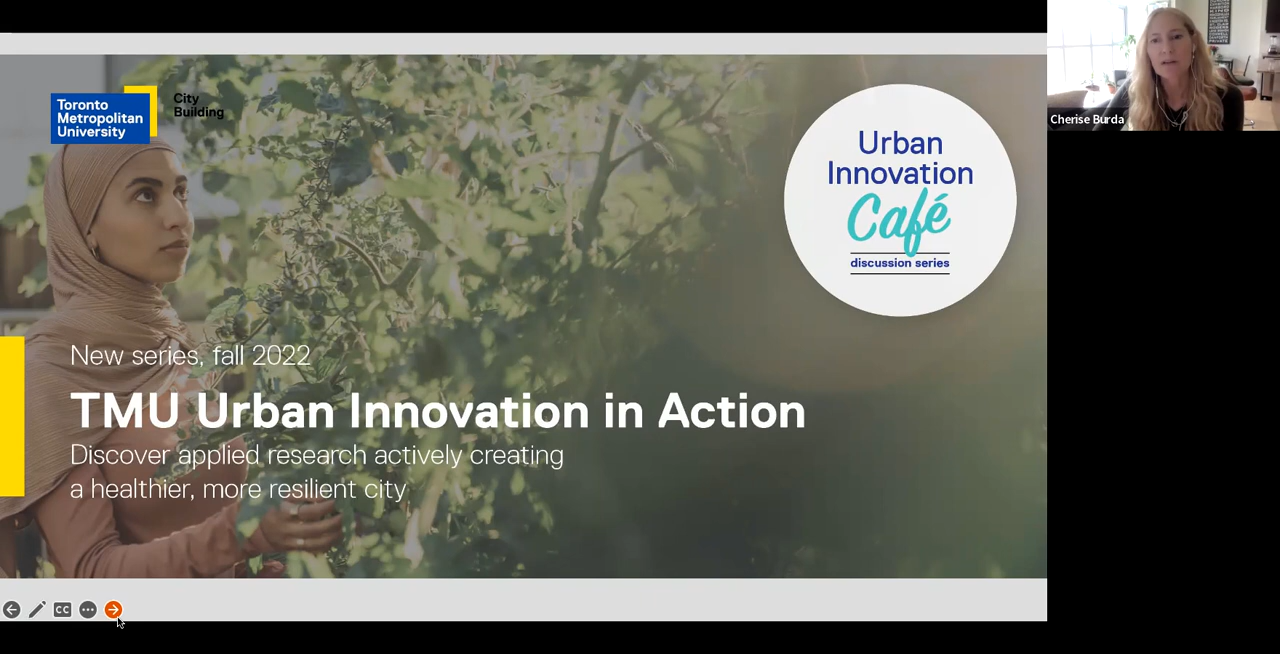 Toronto
Metropolitan
University
City
Building
Urban
Innovation
Café
discussion series
New series, fall 2022
TMU Urban Innovation in Action
Discover applied research actively creating
a healthier, more resilient city
CC
Cherise Burda